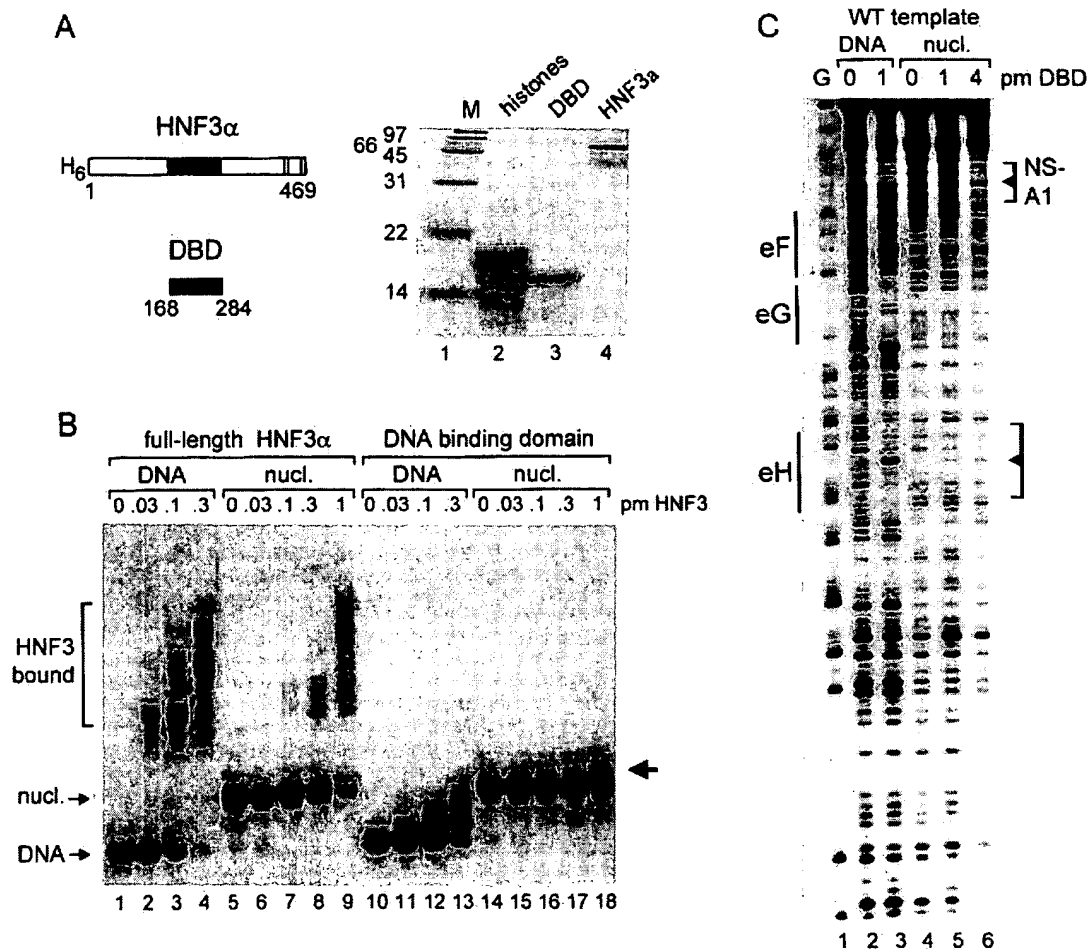 A
HNF3α
H6
1 469
DBD
168 284
M histones DBD HNF3a
97
66
45
31
22
14
1 2 3 4
B
full-length HNF3α DNA binding domain
DNA nucl. DNA nucl.
0 .03 .1 .3 0 .03 .1 .3 1 0 .03 .1 .3 0 .03 .1 .3 1 pm HNF3
HNF3
bound
nucl.
DNA
1 2 3 4 5 6 7 8 9 10 11 12 13 14 15 16 17 18
C
WT template
DNA nucl.
G 0 1 0 1 4 pm DBD
NS-
A1
eF
eG
eH
1 2 3 4 5 6